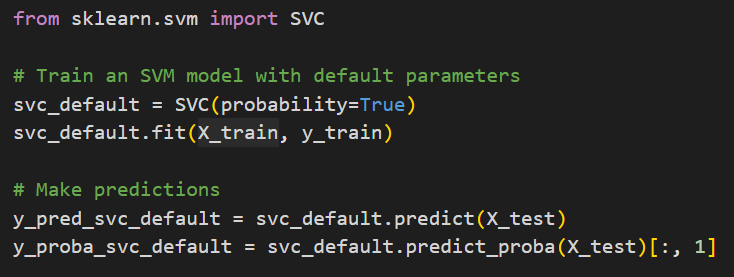 from sklearn.svm import SVC
# Train an SVM model with default parameters
svc_default = SVC(probability=True)
svc_default.fit(X_train, y_train)
# Make predictions
y_pred_svc_default = svc_default.predict(X_test)
y_proba_svc_default = svc_default.predict_proba(X_test)[:, 1]